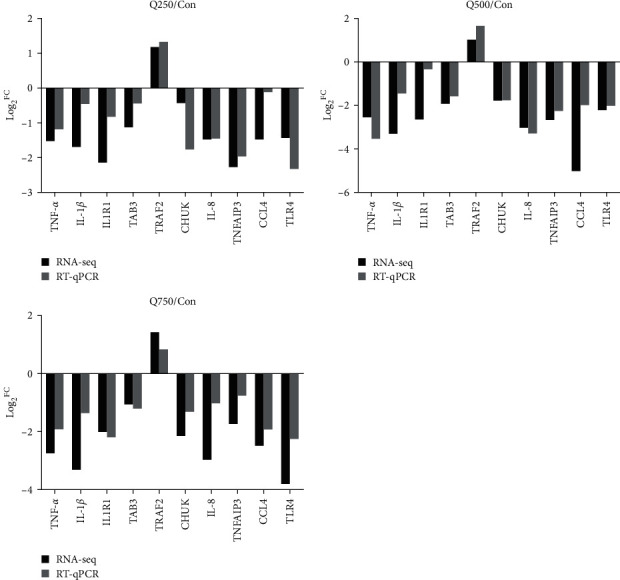 Q250/Con
Log2FC
2
1
0
−1
−2
−3
TNF-α
IL-1β
IL1R1
TAB3
TRAF2
CHUK
IL-8
TNFAIP3
CCL4
TLR4
RNA-seq
RT-qPCR
Q500/Con
Log2FC
2
0
−2
−4
−6
TNF-α
IL-1β
IL1R1
TAB3
TRAF2
CHUK
IL-8
TNFAIP3
CCL4
TLR4
RNA-seq
RT-qPCR
Q750/Con
Log2FC
2
0
−2
−4
TNF-α
IL-1β
IL1R1
TAB3
TRAF2
CHUK
IL-8
TNFAIP3
CCL4
TLR4
RNA-seq
RT-qPCR